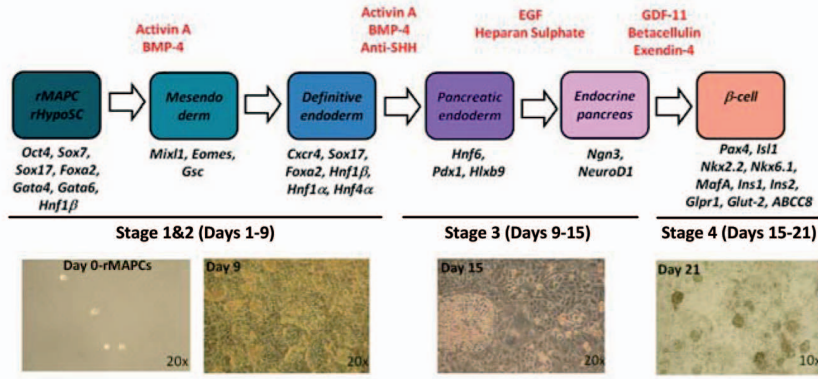 Activin A
BMP-4
Activin A
BMP-4
Anti-SHH
EGF
Heparan Sulphate
GDF-11
Betacellulin
Exendin-4
rMAPC
rHypoSC
Mesendo
derm
Definitive
endoderm
Pancreatic
endoderm
Endocrine
pancreas
β-cell
Oct4, Sox7,
Sox17, Foxa2,
Gata4, Gata6,
Hnf1β
Mixl1, Eomes,
Gsc
Cxcr4, Sox17,
Foxa2, Hnf1β,
Hnf1α, Hnf4α
Hnf6,
Pdx1, Hlxb9
Ngn3,
NeuroD1
Pax4, Isl1
Nkx2.2, Nkx6.1,
MafA, Ins1, Ins2,
Glpr1, Glut-2, ABCC8
Stage 1&2 (Days 1-9)
Stage 3 (Days 9-15)
Stage 4 (Days 15-21)
Day 0-rMAPCs
20x
Day 9
20x
Day 15
20x
Day 21
10x